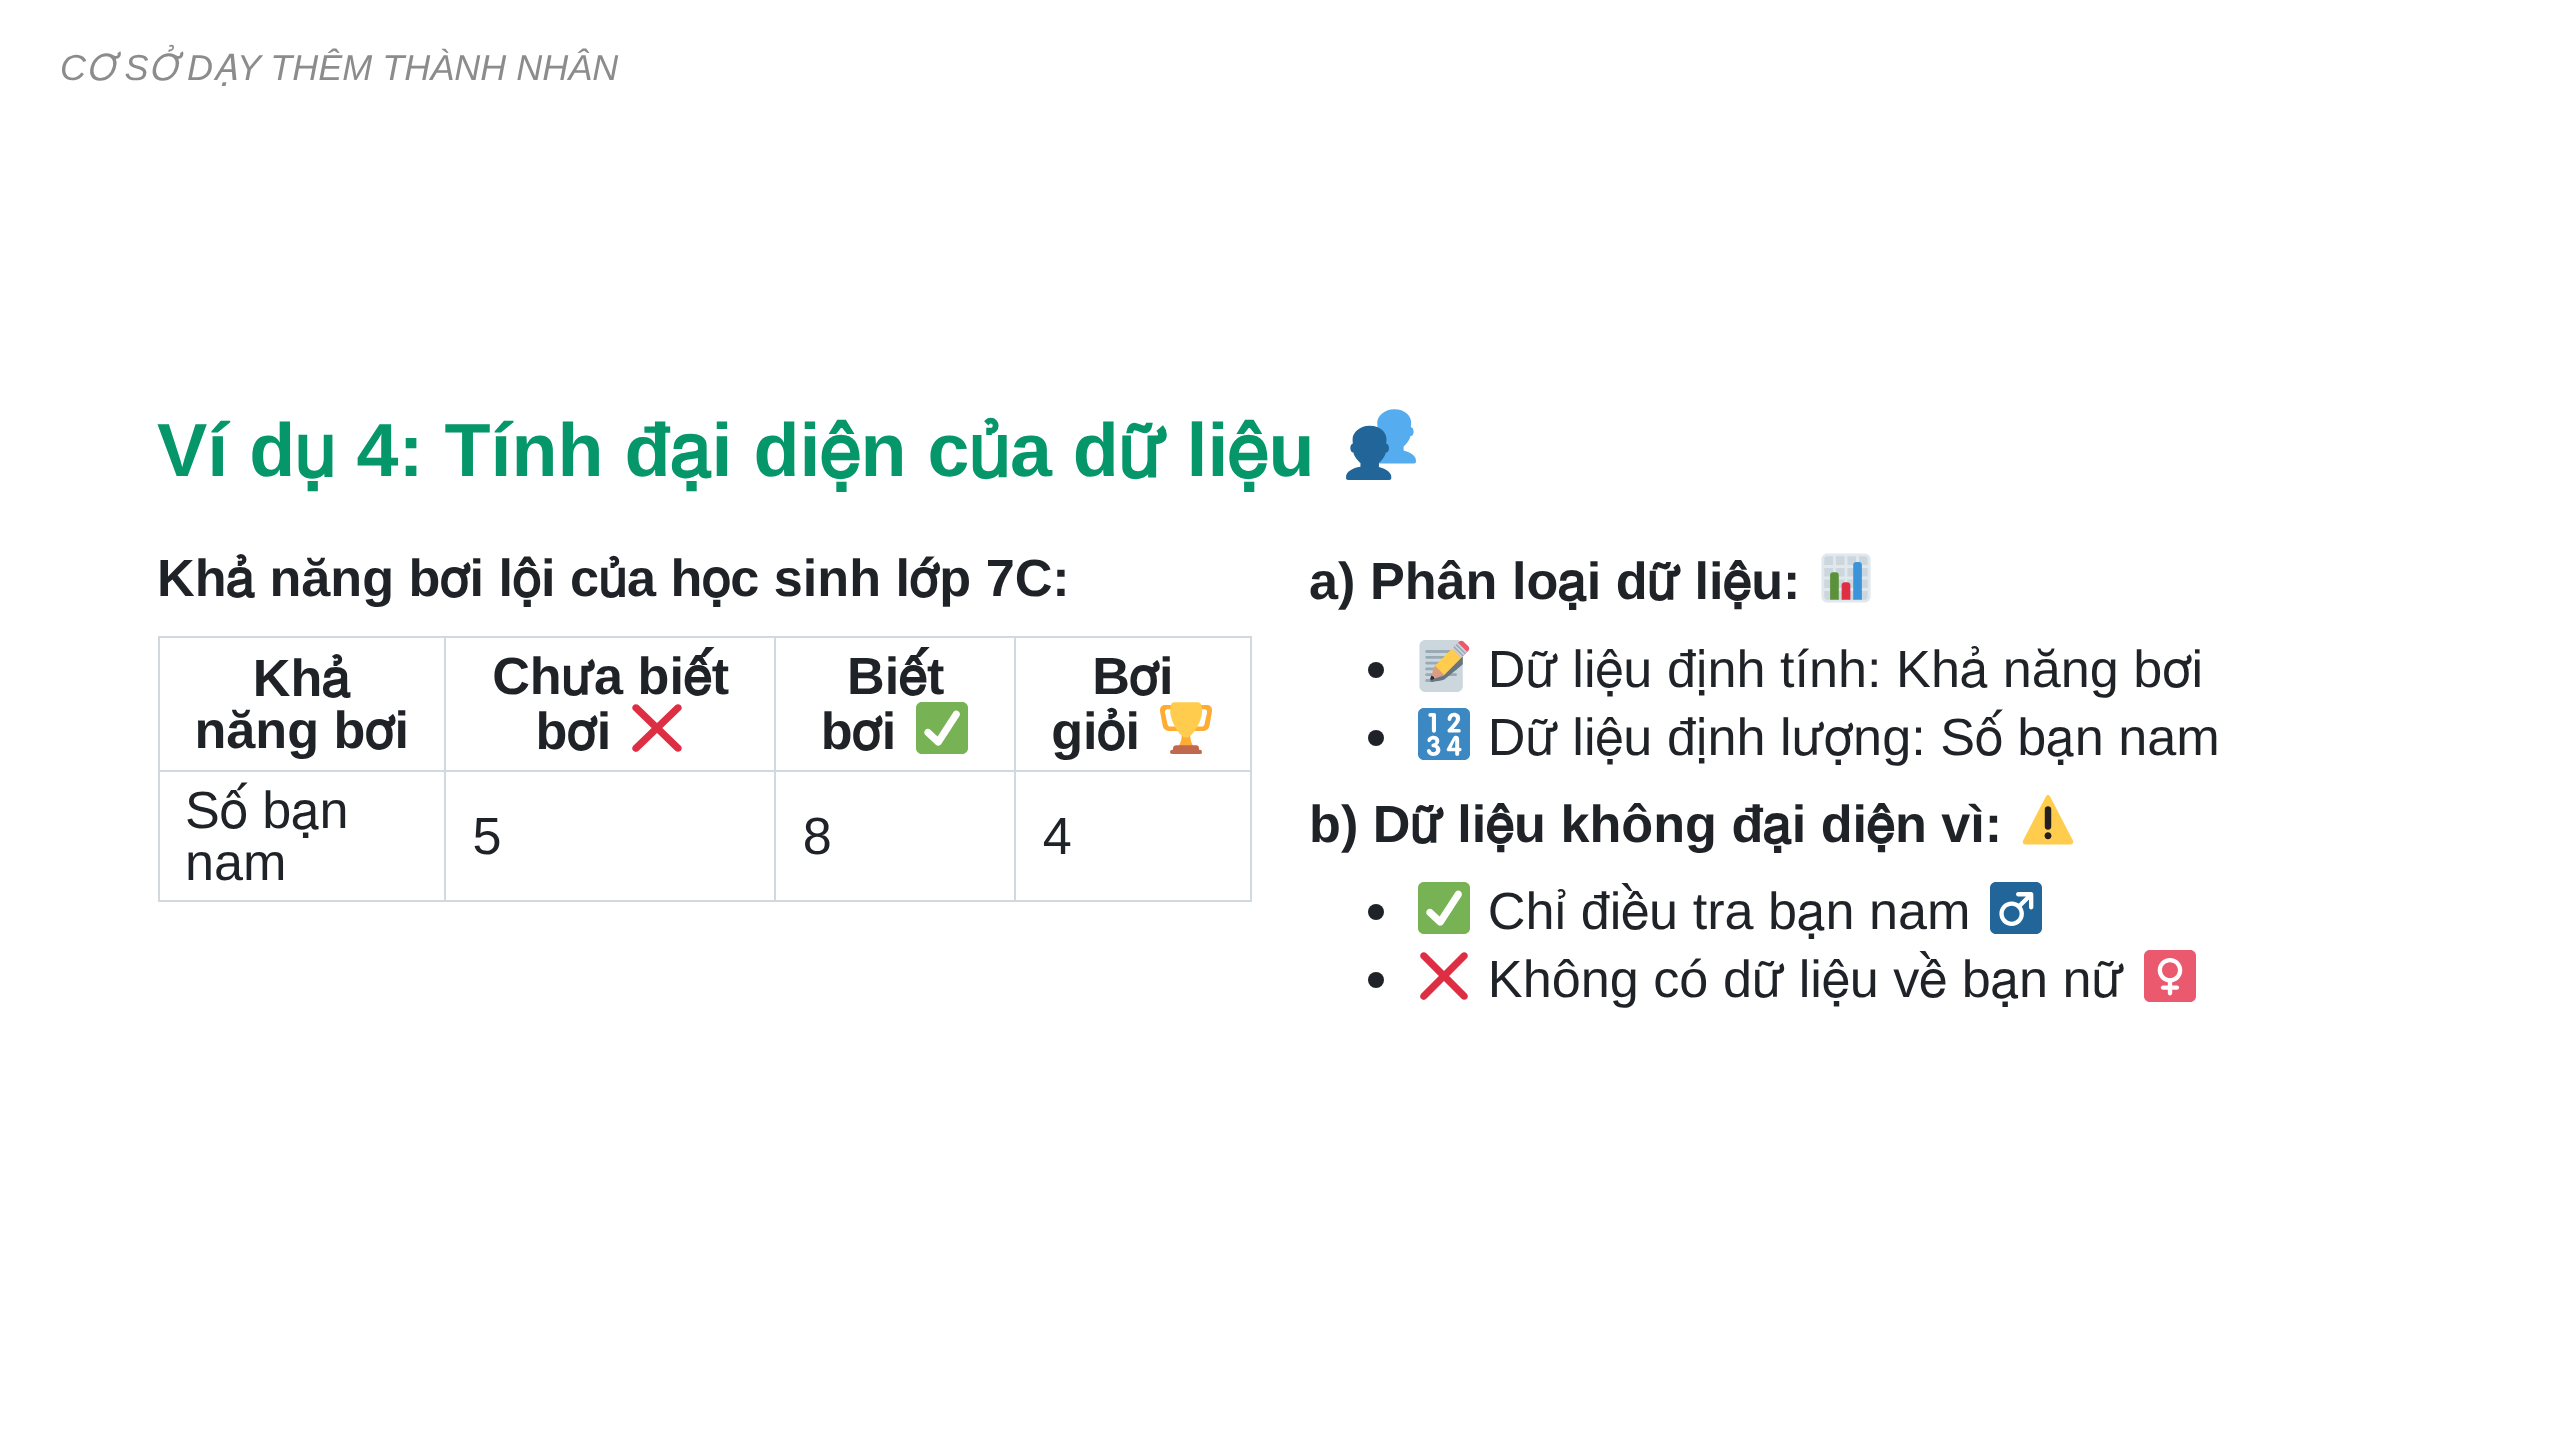 CƠ SỞ DẠY THÊM THÀNH NHÂN
Ví dụ 4: Tính đại diện của dữ liệu 👥
Khả năng bơi lội của học sinh lớp 7C:
Khả năng bơi | Chưa biết bơi ❌ | Biết bơi ✅ | Bơi giỏi 🏆
Số bạn nam | 5 | 8 | 4
a) Phân loại dữ liệu: 📊
• 📝 Dữ liệu định tính: Khả năng bơi
• 🔢 Dữ liệu định lượng: Số bạn nam
b) Dữ liệu không đại diện vì: ⚠️
• ✅ Chỉ điều tra bạn nam ♂️
• ❌ Không có dữ liệu về bạn nữ ♀️